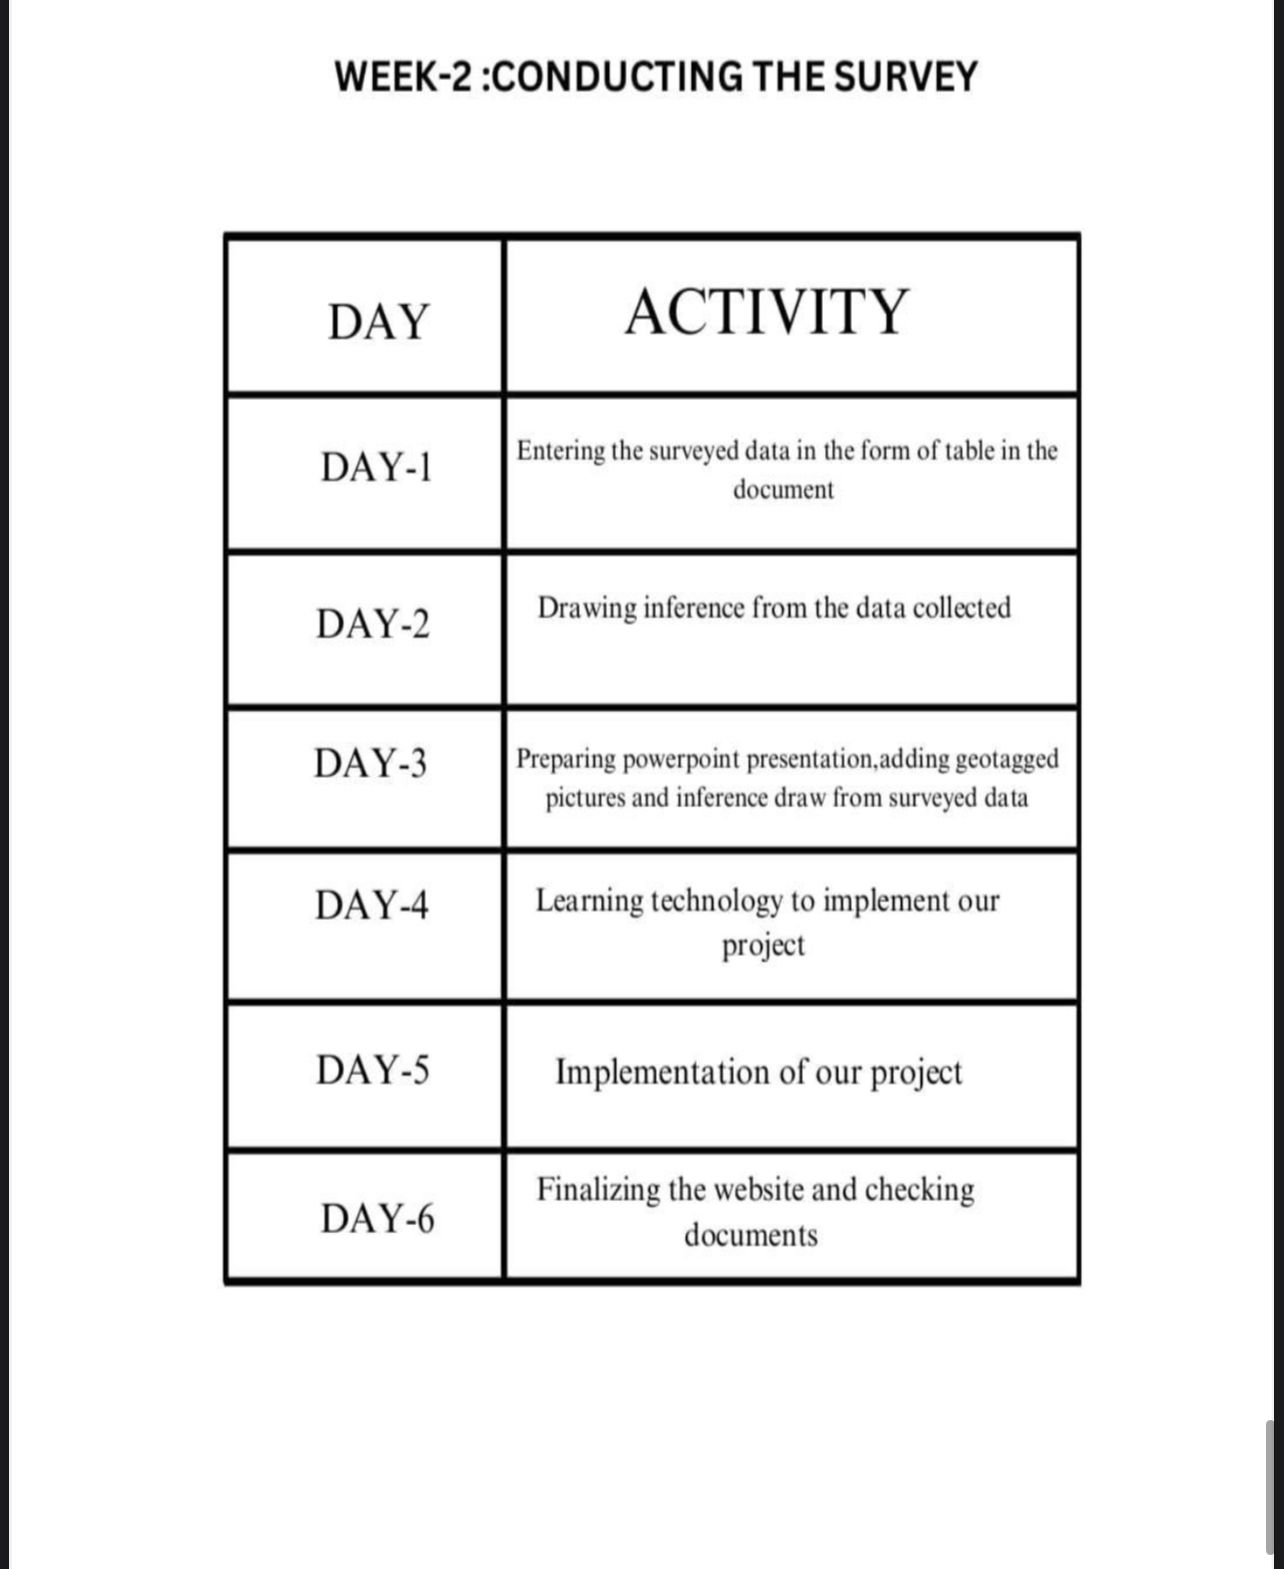 WEEK-2 :CONDUCTING THE SURVEY
DAY
ACTIVITY
DAY-1
Entering the surveyed data in the form of table in the
document
DAY-2
Drawing inference from the data collected
DAY-3
Preparing powerpoint presentation,adding geotagged
pictures and inference draw from surveyed data
DAY-4
Learning technology to implement our
project
DAY-5
Implementation of our project
DAY-6
Finalizing the website and checking
documents